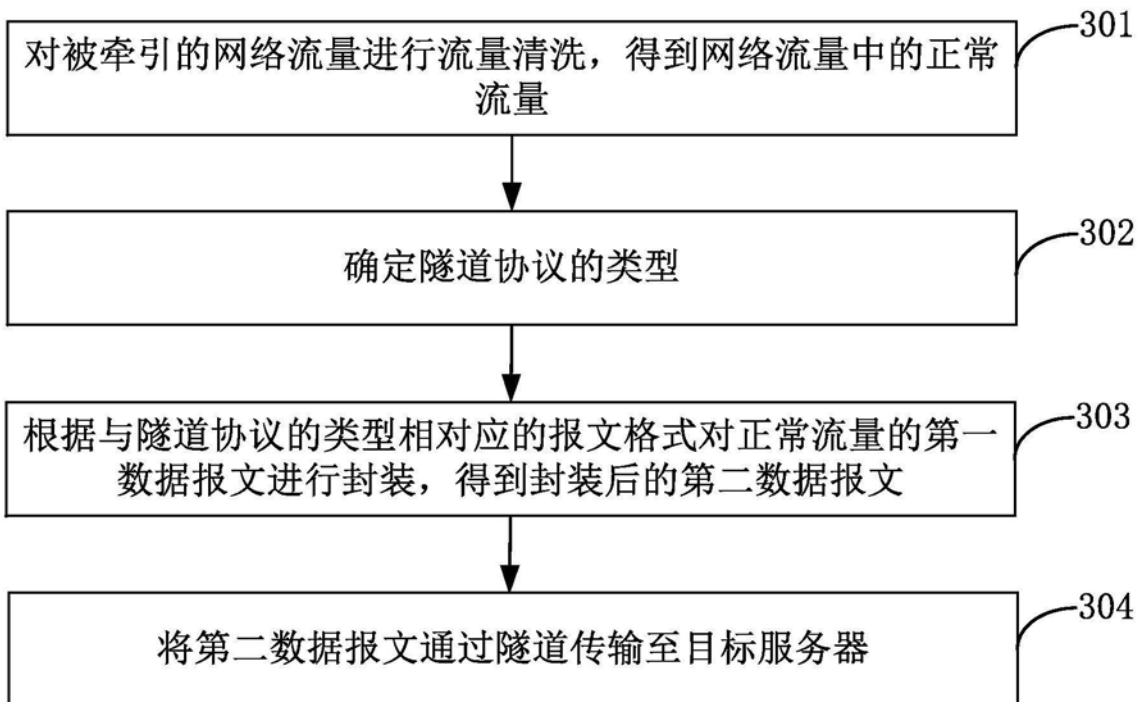 301
对被牵引的网络流量进行流量清洗，得到网络流量中的正常
流量
302
确定隧道协议的类型
303
根据与隧道协议的类型相对应的报文格式对正常流量的第一
数据报文进行封装，得到封装后的第二数据报文
304
将第二数据报文通过隧道传输至目标服务器